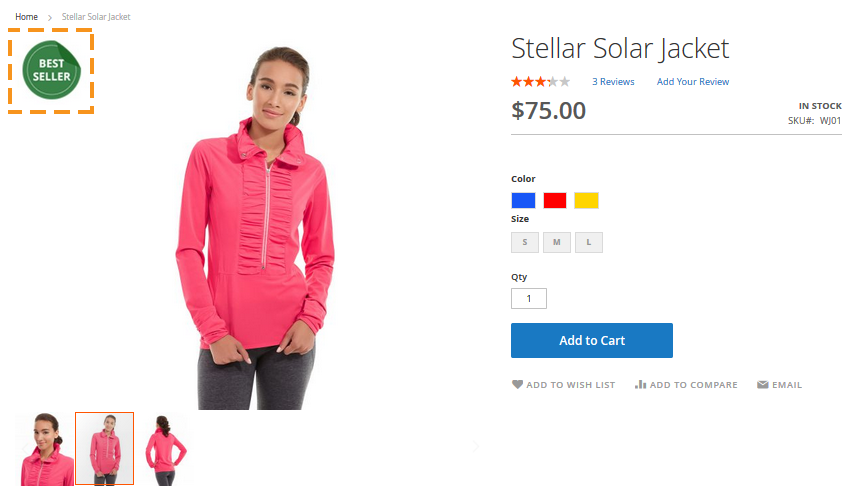 Home > Stellar Solar Jacket
BEST
SELLER
Stellar Solar Jacket
3 Reviews Add Your Review
$75.00
IN STOCK
SKU#: WJ01
Color
Size
S M L
Qty
1
Add to Cart
ADD TO WISH LIST ADD TO COMPARE EMAIL